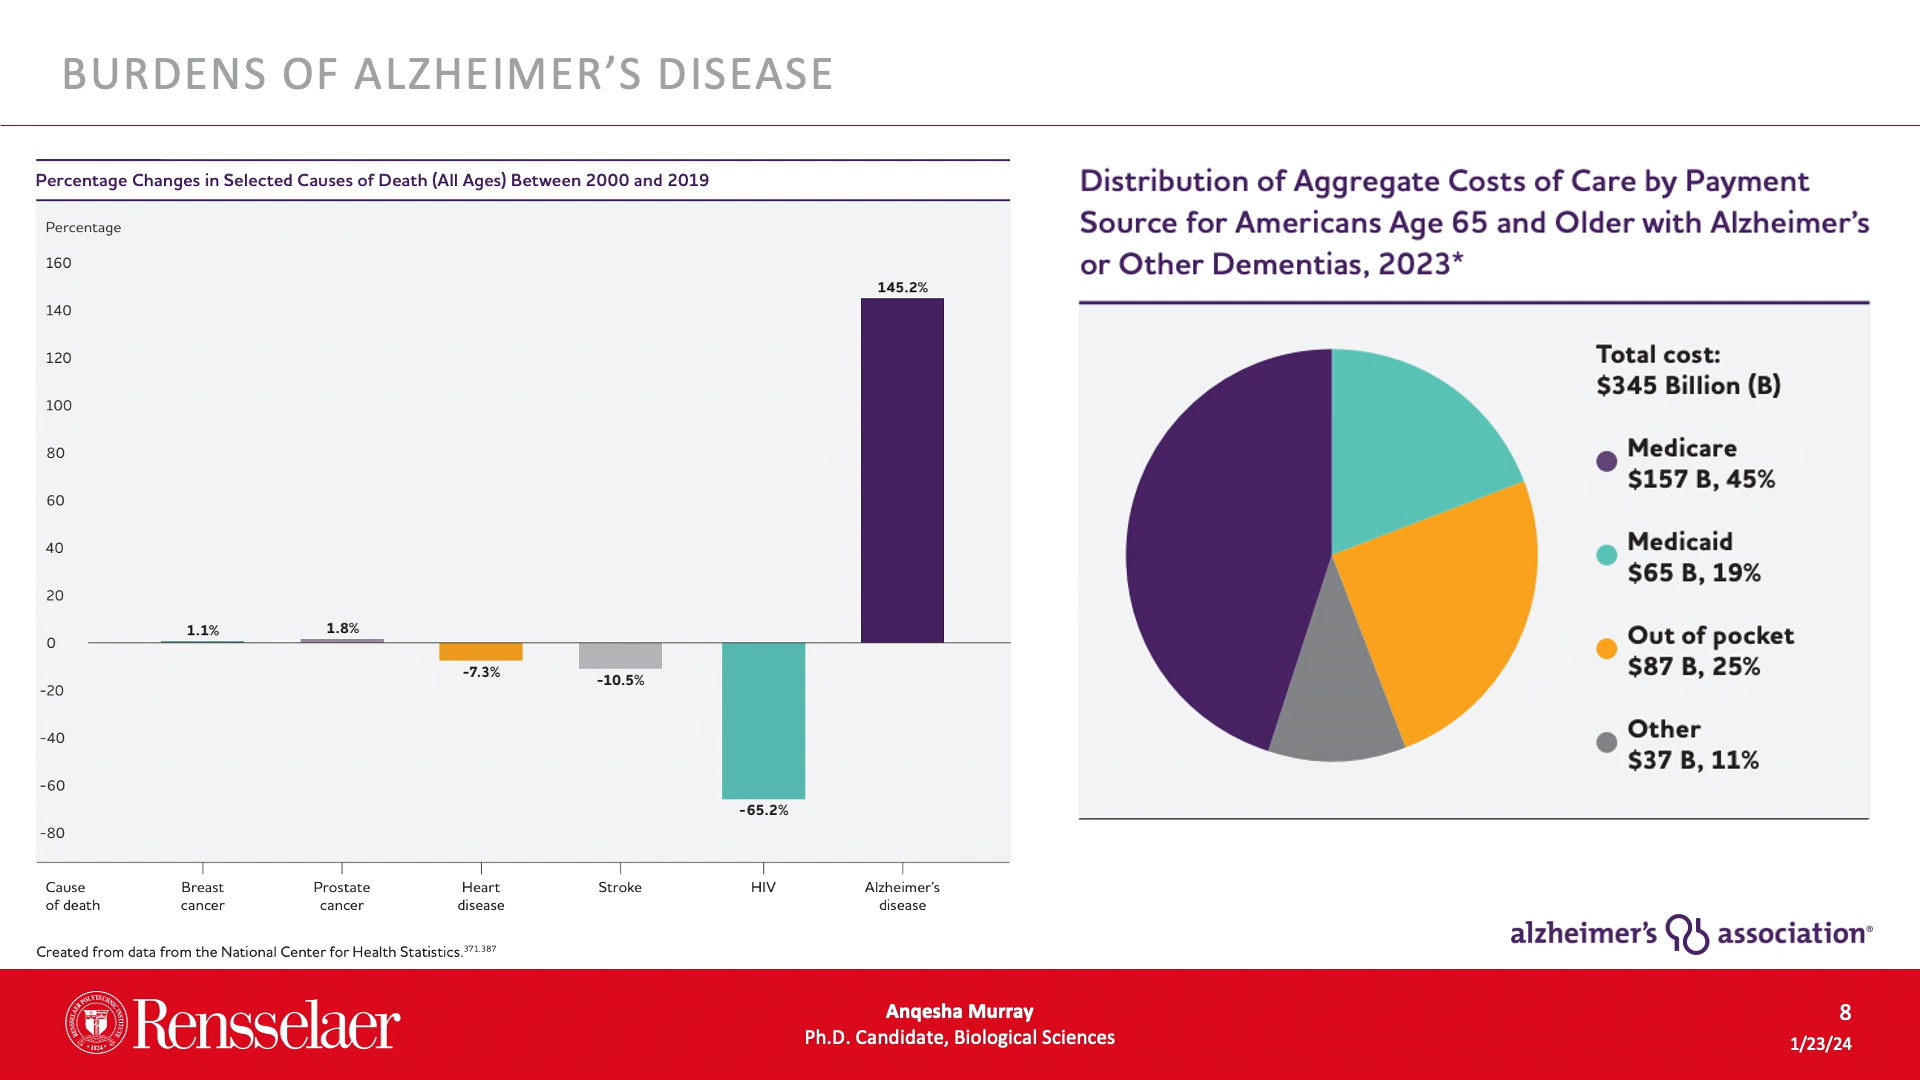 BURDENS OF ALZHEIMER’S DISEASE
Percentage Changes in Selected Causes of Death (All Ages) Between 2000 and 2019
Percentage
160
140
120
100
80
60
40
20
0
-20
-40
-60
-80
1.1%
1.8%
-7.3%
-10.5%
-65.2%
145.2%
Cause
of death
Breast
cancer
Prostate
cancer
Heart
disease
Stroke
HIV
Alzheimer’s
disease
Created from data from the National Center for Health Statistics.371,387
Distribution of Aggregate Costs of Care by Payment
Source for Americans Age 65 and Older with Alzheimer’s
or Other Dementias, 2023*
Total cost:
$345 Billion (B)
Medicare
$157 B, 45%
Medicaid
$65 B, 19%
Out of pocket
$87 B, 25%
Other
$37 B, 11%
alzheimer’s association®
RENSSELAER POLYTECHNIC INSTITUTE
1824
Rensselaer
Anqesha Murray
Ph.D. Candidate, Biological Sciences
8
1/23/24